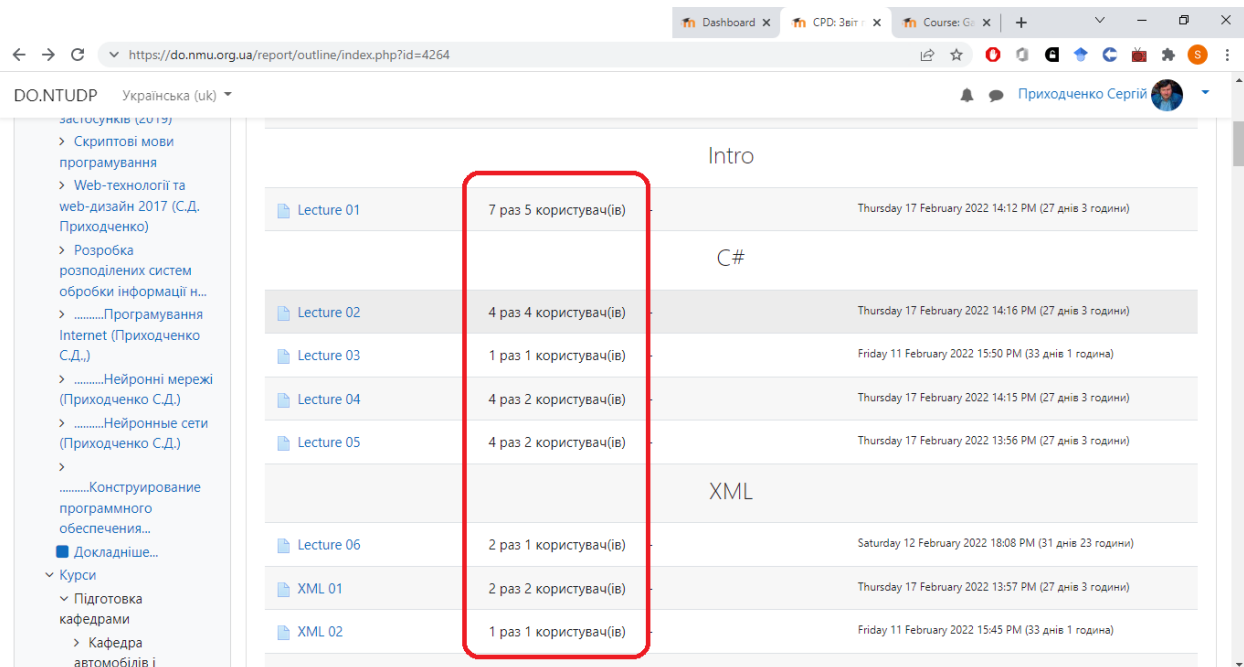 Dashboard
CPD: Звіт п
Course: Ga
https://do.nmu.org.ua/report/outline/index.php?id=4264
S
DO.NTUDP Українська (uk)
Приходченко Сергій
застосунків (2019)
Скриптові мови
програмування
Web-технології та
web-дизайн 2017 (С.Д.
Приходченко)
Розробка
розподілених систем
обробки інформації н...
..........Програмування
Internet (Приходченко
С.Д.,)
..........Нейронні мережі
(Приходченко С.Д.)
..........Нейронные сети
(Приходченко С.Д.)
..........Конструирование
программного
обеспечения...
Докладніше...
Курси
Підготовка
кафедрами
Кафедра
автомобілів і
Intro
Lecture 01 7 раз 5 користувач(ів) - Thursday 17 February 2022 14:12 PM (27 днів 3 години)
C#
Lecture 02 4 раз 4 користувач(ів) - Thursday 17 February 2022 14:16 PM (27 днів 3 години)
Lecture 03 1 раз 1 користувач(ів) - Friday 11 February 2022 15:50 PM (33 днів 1 година)
Lecture 04 4 раз 2 користувач(ів) - Thursday 17 February 2022 14:15 PM (27 днів 3 години)
Lecture 05 4 раз 2 користувач(ів) - Thursday 17 February 2022 13:56 PM (27 днів 3 години)
XML
Lecture 06 2 раз 1 користувач(ів) - Saturday 12 February 2022 18:08 PM (31 днів 23 години)
XML 01 2 раз 2 користувач(ів) - Thursday 17 February 2022 13:57 PM (27 днів 3 години)
XML 02 1 раз 1 користувач(ів) - Friday 11 February 2022 15:45 PM (33 днів 1 година)